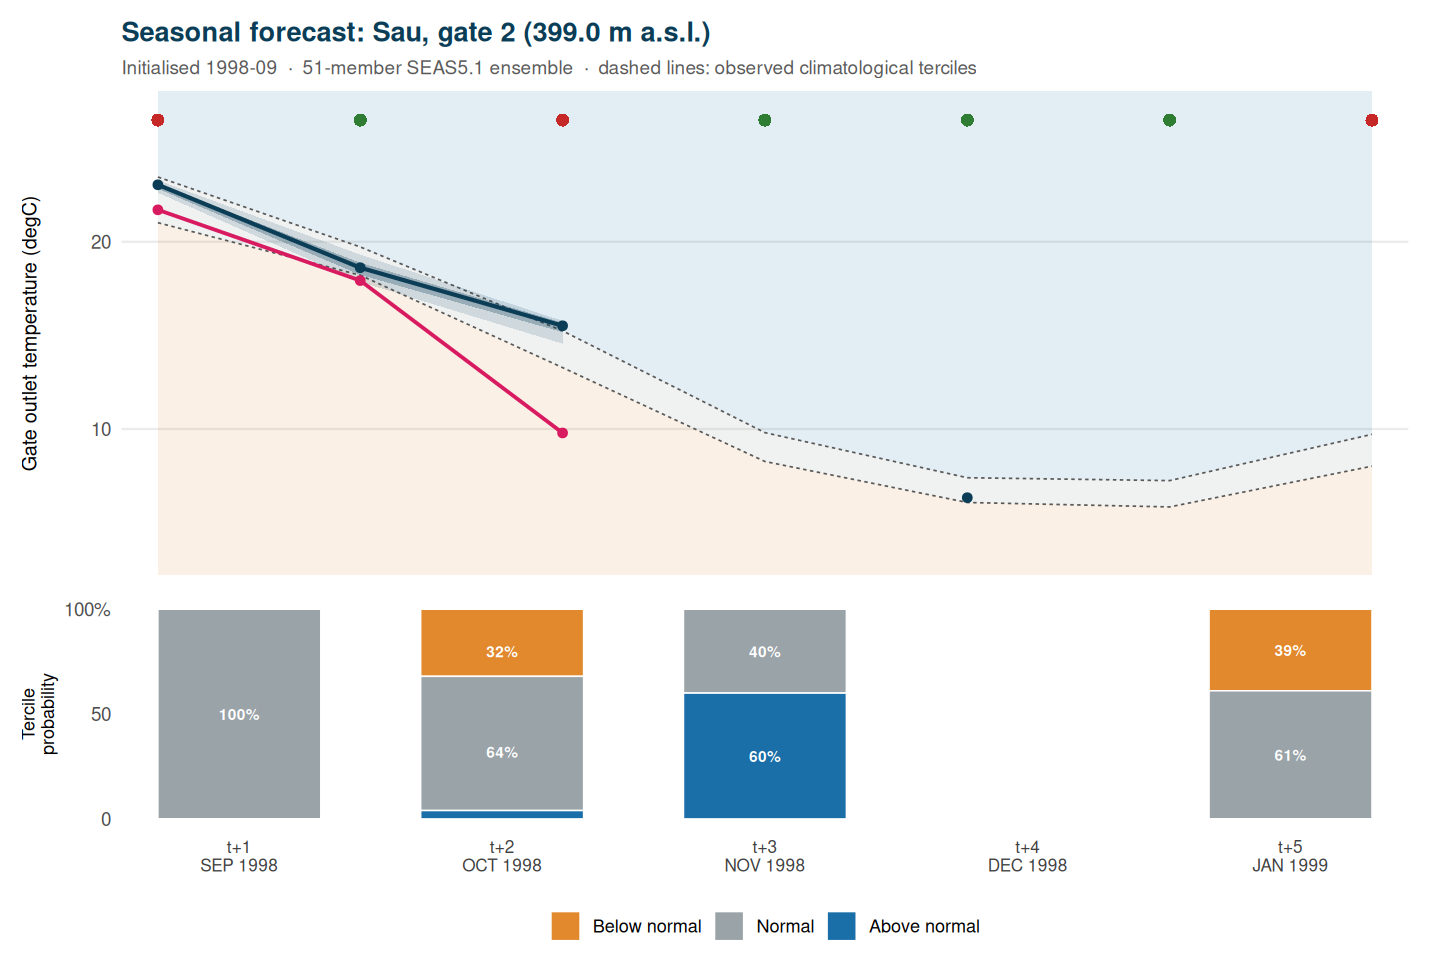 Seasonal forecast: Sau, gate 2 (399.0 m a.s.l.)
Initialised 1998-09 · 51-member SEAS5.1 ensemble · dashed lines: observed climatological terciles
Gate outlet temperature (degC)
20
10
Tercile
probability
100%
50
0
100%
32%
64%
40%
60%
39%
61%
t+1
SEP 1998
t+2
OCT 1998
t+3
NOV 1998
t+4
DEC 1998
t+5
JAN 1999
Below normal
Normal
Above normal